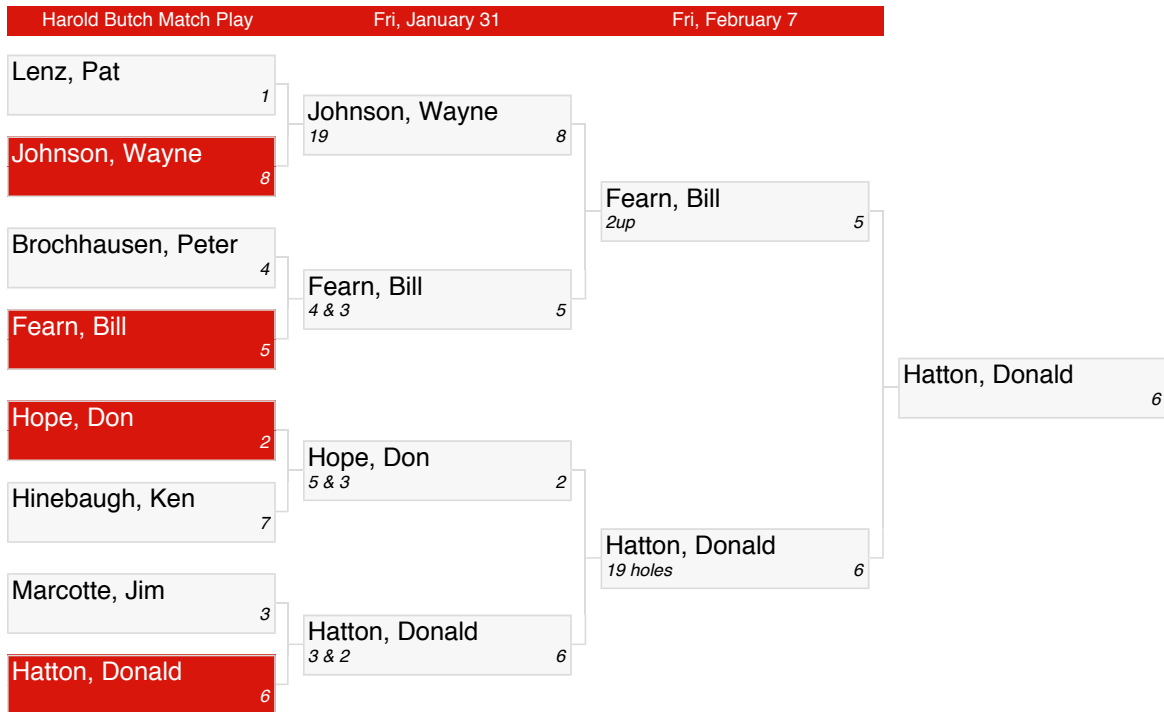 Harold Butch Match Play
Fri, January 31
Fri, February 7
Lenz, Pat
1
Johnson, Wayne
8
Brochhausen, Peter
4
Fearn, Bill
5
Hope, Don
2
Hinebaugh, Ken
7
Marcotte, Jim
3
Hatton, Donald
6
Johnson, Wayne
19 8
Fearn, Bill
4 & 3 5
Hope, Don
5 & 3 2
Hatton, Donald
3 & 2 6
Fearn, Bill
2up 5
Hatton, Donald
19 holes 6
Hatton, Donald
6